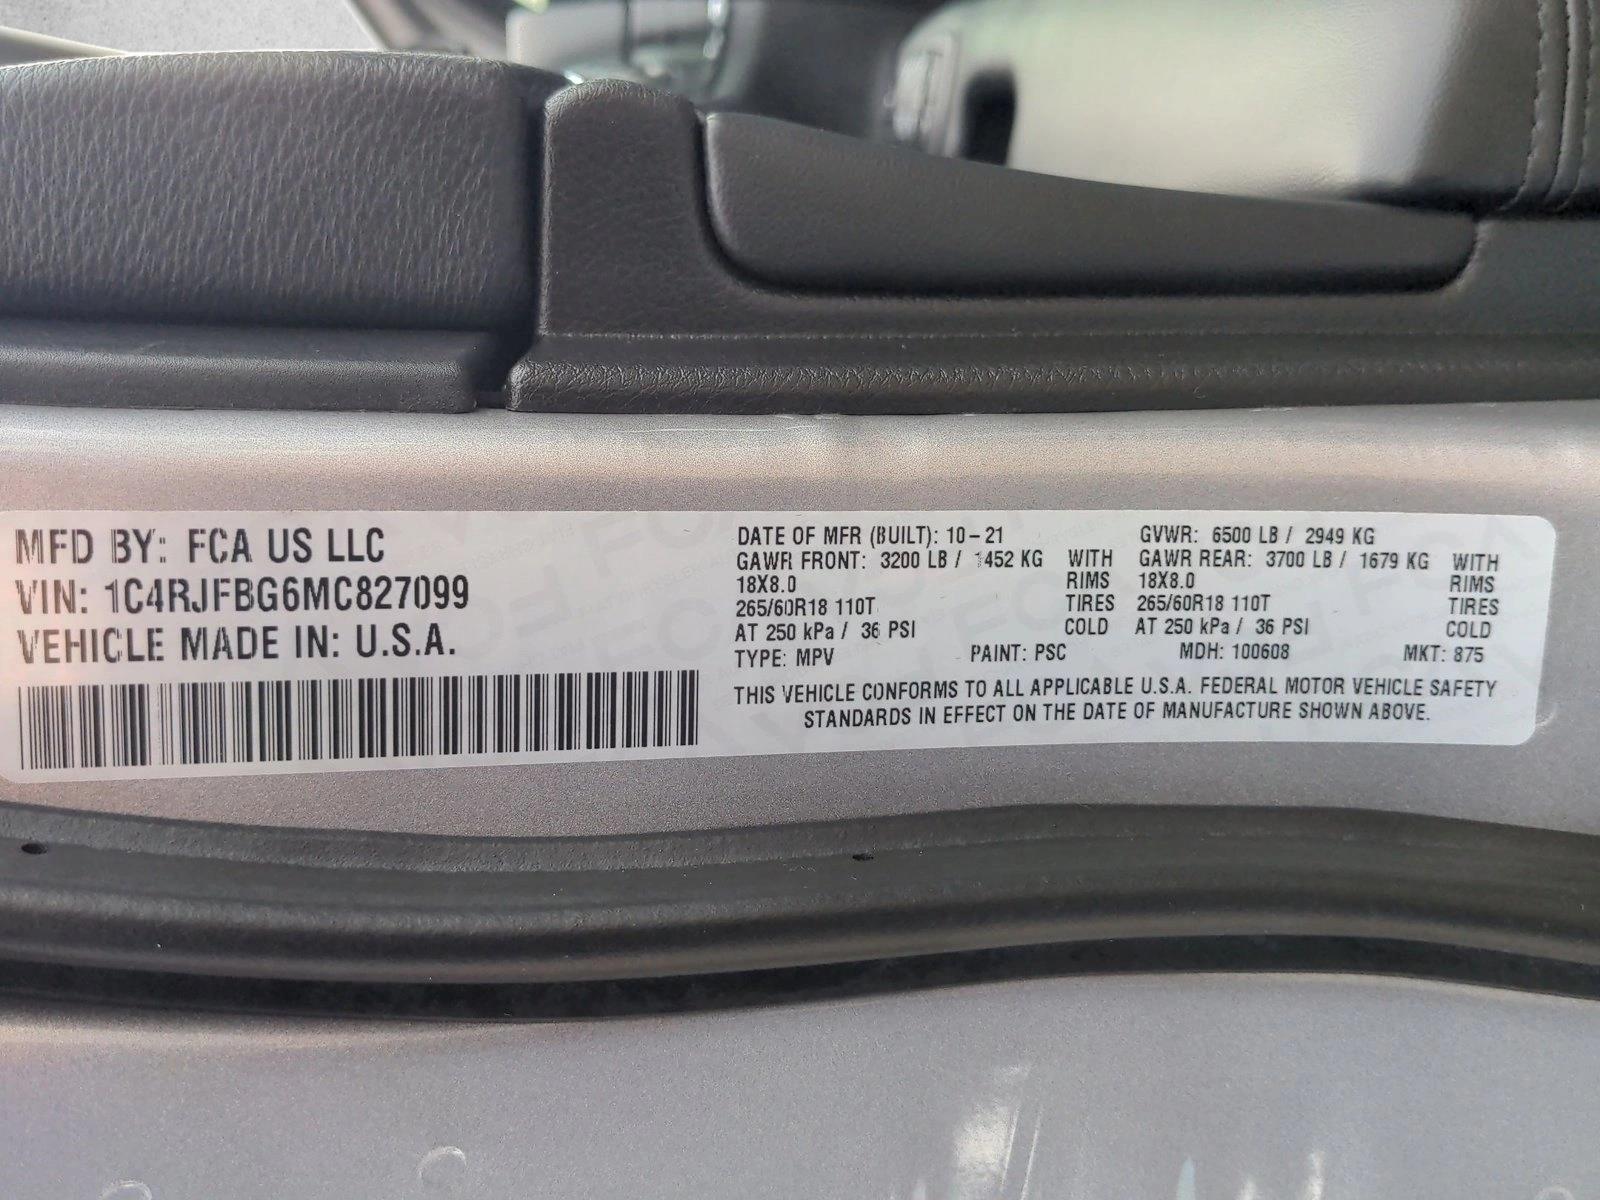 MFD BY: FCA US LLC
VIN: 1C4RJFBG6MC827099
VEHICLE MADE IN: U.S.A.
DATE OF MFR (BUILT): 10-21 GVWR: 6500 LB / 2949 KG
GAWR FRONT: 3200 LB / 1452 KG WITH GAWR REAR: 3700 LB / 1679 KG WITH
18X8.0 RIMS 18X8.0 RIMS
265/60R18 110T TIRES 265/60R18 110T TIRES
AT 250 kPa / 36 PSI COLD AT 250 kPa / 36 PSI COLD
TYPE: MPV PAINT: PSC MDH: 100608 MKT: 875
THIS VEHICLE CONFORMS TO ALL APPLICABLE U.S.A. FEDERAL MOTOR VEHICLE SAFETY
STANDARDS IN EFFECT ON THE DATE OF MANUFACTURE SHOWN ABOVE.